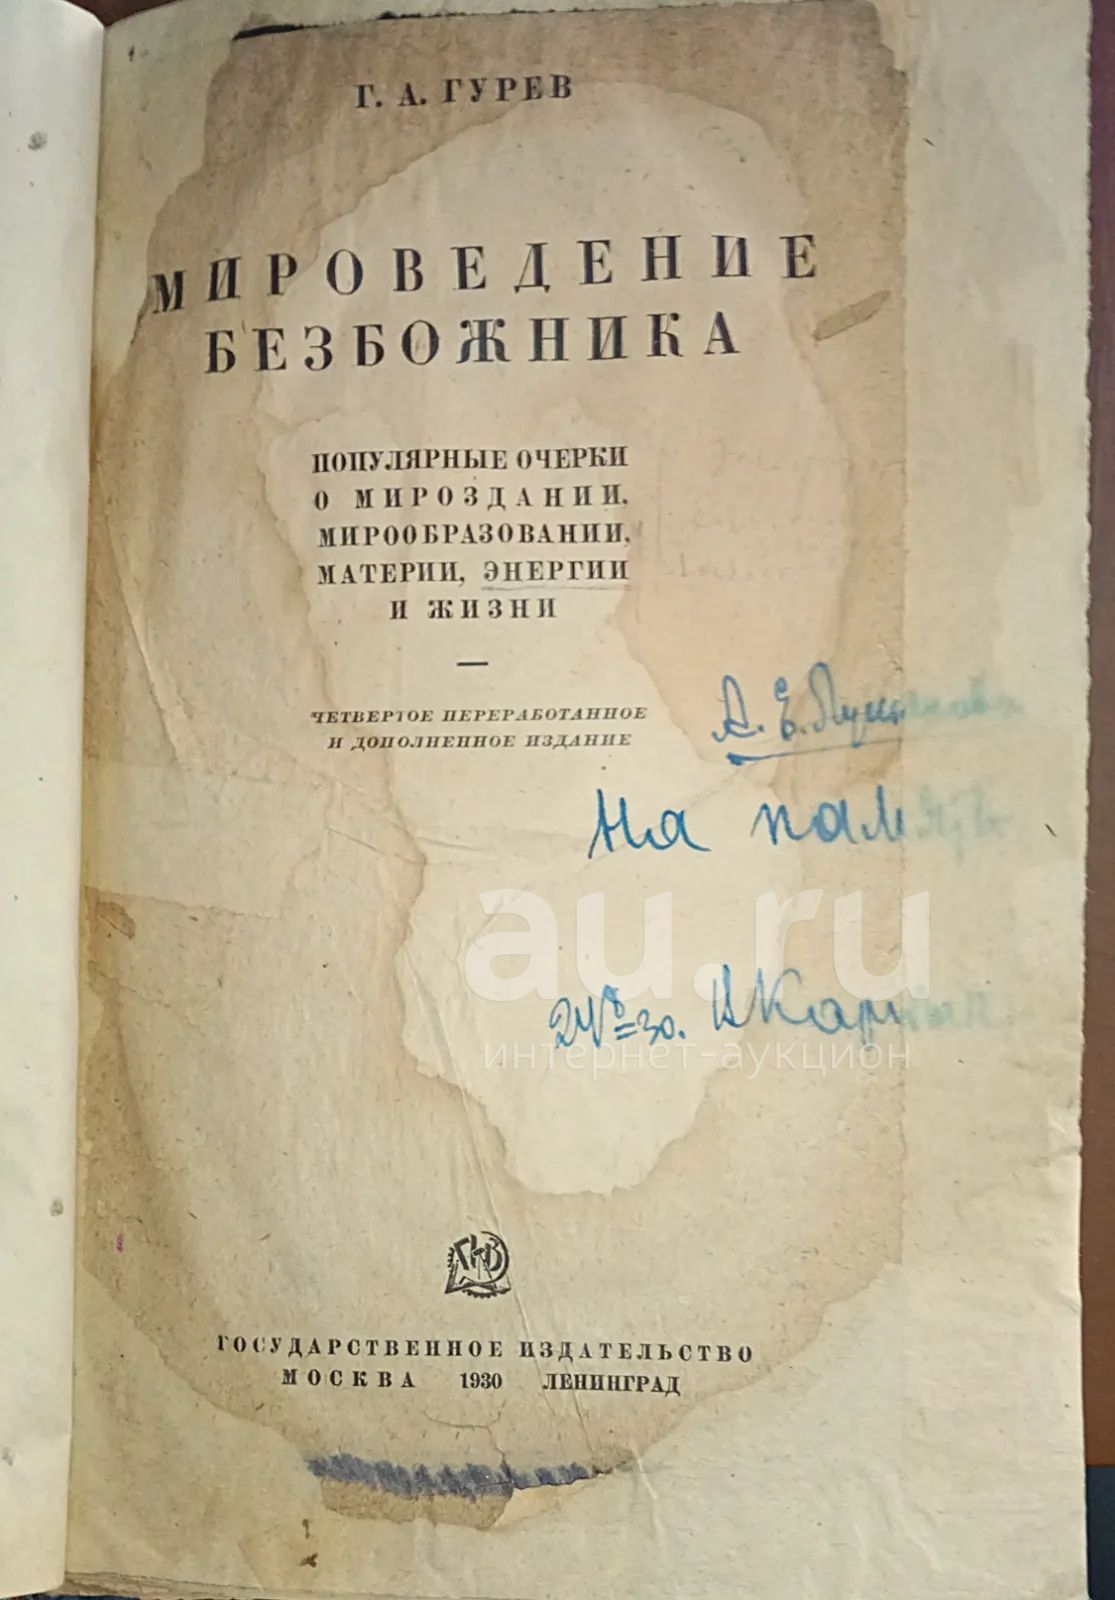 Г. А. ГУРЕВ
МИРОВЕДЕНИЕ
БЕЗБОЖНИКА
ПОПУЛЯРНЫЕ ОЧЕРКИ
О МИРОЗДАНИИ,
МИРООБРАЗОВАНИИ,
МАТЕРИИ, ЭНЕРГИИ
И ЖИЗНИ
—
ЧЕТВЕРТОЕ ПЕРЕРАБОТАННОЕ
И ДОПОЛНЕННОЕ ИЗДАНИЕ
А. Е.
На память
au.ru
интернет-аукцион
ГОСУДАРСТВЕННОЕ ИЗДАТЕЛЬСТВО
МОСКВА 1930 ЛЕНИНГРАД